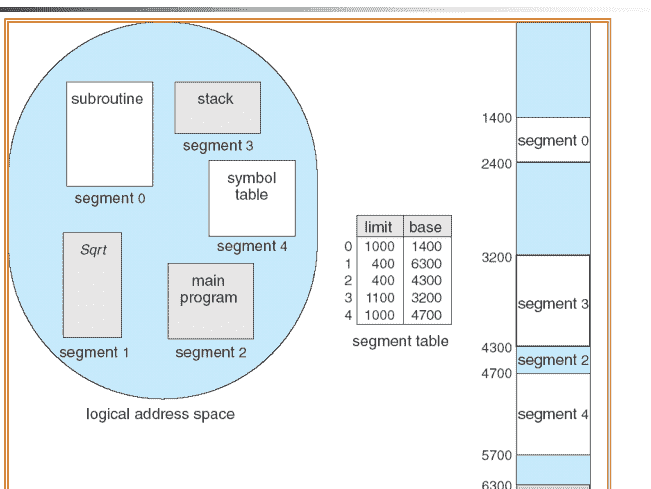 subroutine
segment 0
stack
segment 3
symbol
table
segment 4
Sqrt
segment 1
main
program
segment 2
logical address space
limit base
0 1000 1400
1 400 6300
2 400 4300
3 1100 3200
4 1000 4700
segment table
1400
segment 0
2400
3200
segment 3
4300
segment 2
4700
segment 4
5700
6300